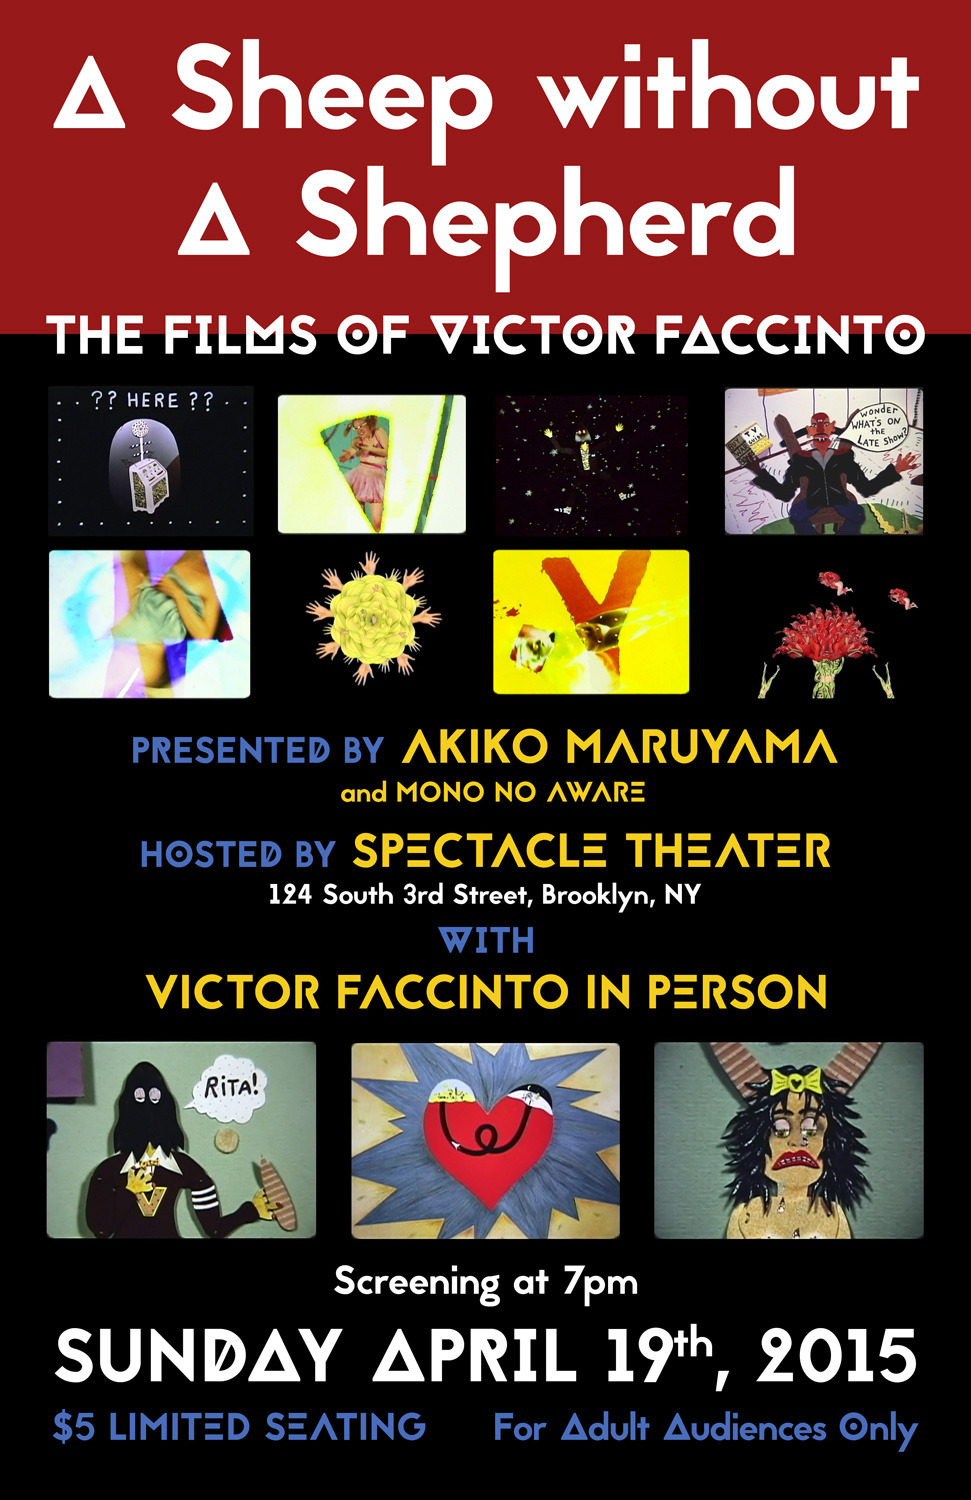 A Sheep without
A Shepherd
THE FILMS OF VICTOR FACCINTO
?? HERE ??
WONDER
WHAT'S ON
the
LATE SHOW?
TV
GUIDE
PRESENTED BY AKIKO MARUYAMA
and MONO NO AWARE
HOSTED BY SPECTACLE THEATER
124 South 3rd Street, Brooklyn, NY
WITH
VICTOR FACCINTO IN PERSON
RITA!
V
Screening at 7pm
SUNDAY APRIL 19th, 2015
$5 LIMITED SEATING For Adult Audiences Only